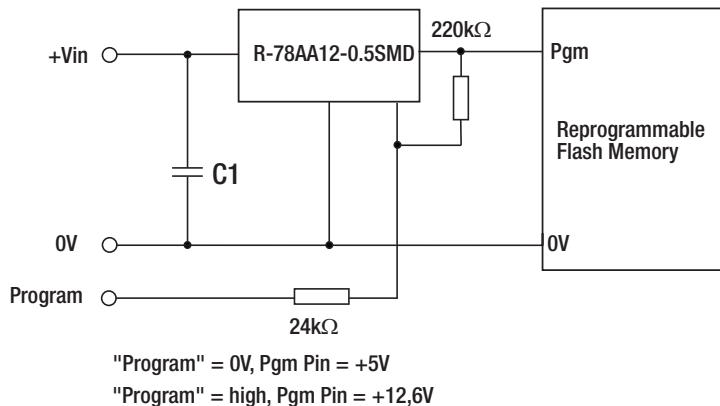 220kΩ
+Vin
R-78AA12-0.5SMD
Pgm
Reprogrammable
Flash Memory
C1
0V
0V
Program
24kΩ
"Program" = 0V, Pgm Pin = +5V
"Program" = high, Pgm Pin = +12,6V